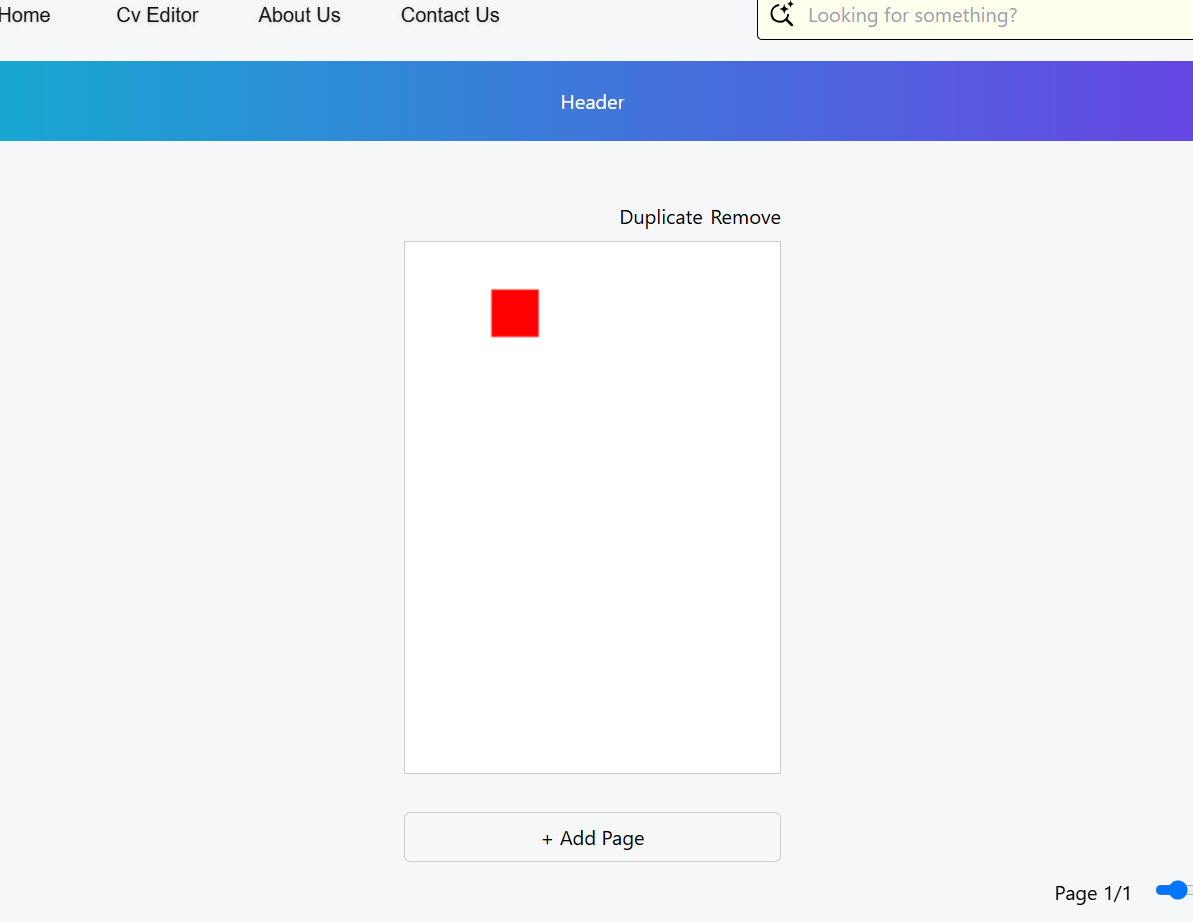 Home Cv Editor About Us Contact Us Looking for something?
Header
Duplicate Remove
+ Add Page
Page 1/1